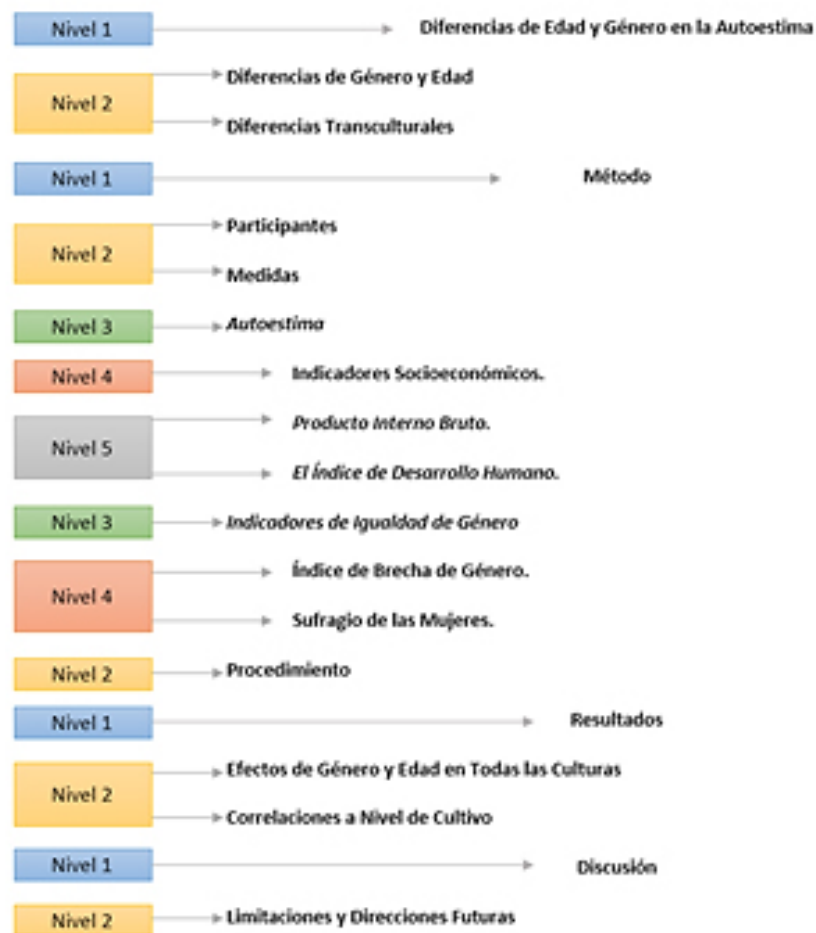 Nivel 1 Diferencias de Edad y Género en la Autoestima
Diferencias de Género y Edad
Nivel 2
Diferencias Transculturales
Nivel 1 Método
Participantes
Nivel 2
Medidas
Nivel 3 Autoestima
Nivel 4 Indicadores Socioeconómicos.
Producto Interno Bruto.
Nivel 5
El Índice de Desarrollo Humano.
Nivel 3 Indicadores de Igualdad de Género
Índice de Brecha de Género.
Nivel 4
Sufragio de las Mujeres.
Nivel 2 Procedimiento
Nivel 1 Resultados
Efectos de Género y Edad en Todas las Culturas
Nivel 2
Correlaciones a Nivel de Cultivo
Nivel 1 Discusión
Nivel 2 Limitaciones y Direcciones Futuras